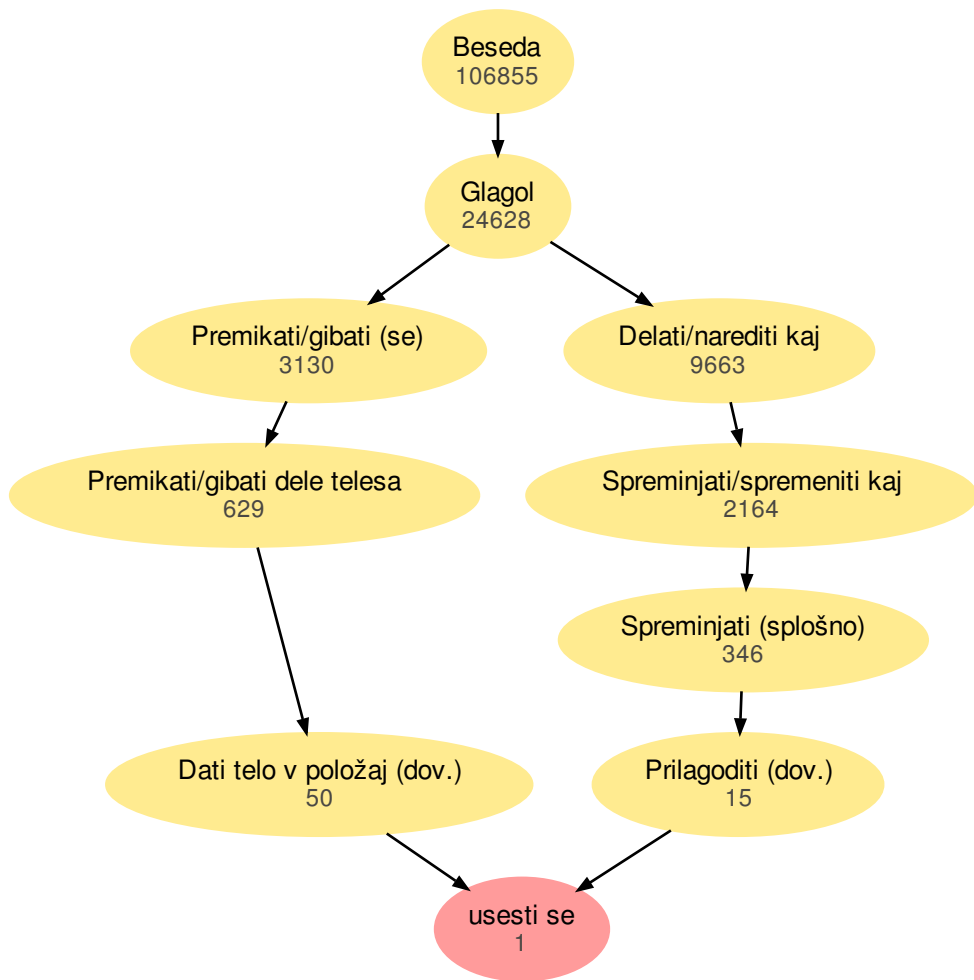 Beseda
106855
Glagol
24628
Premikati/gibati (se)
3130
Delati/narediti kaj
9663
Premikati/gibati dele telesa
629
Spreminjati/spremeniti kaj
2164
Spreminjati (splošno)
346
Dati telo v položaj (dov.)
50
Prilagoditi (dov.)
15
usesti se
1